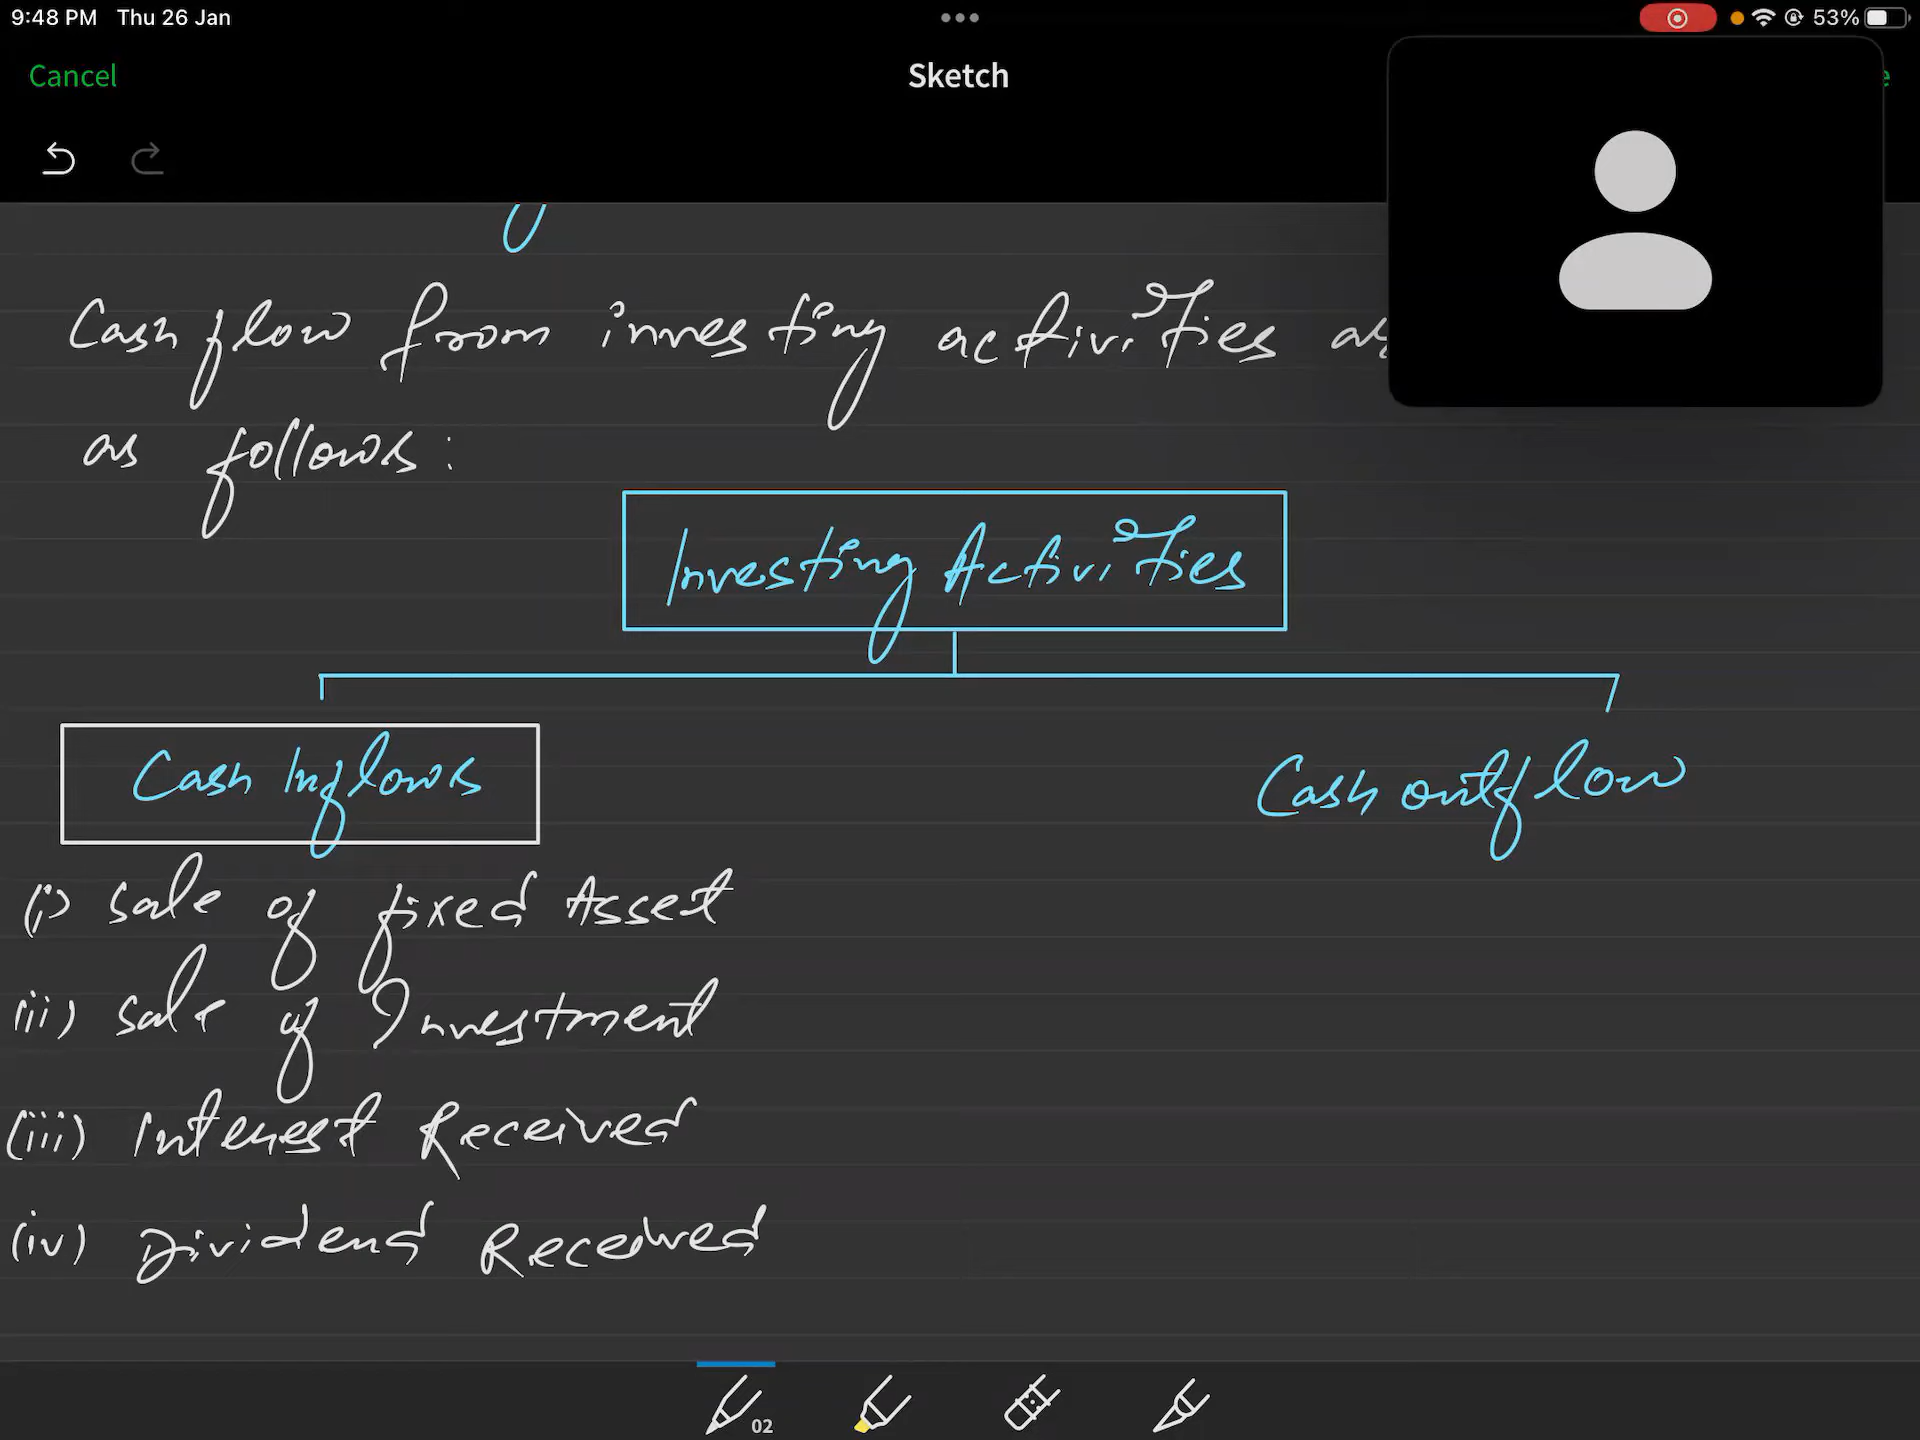 9:48 PM Thu 26 Jan
53%
Cancel
Sketch
Cash flow from investing activities
as follows:
Investing Activities
Cash Inflows
Cash outflow
(i) Sale of fixed Asset
(ii) Sale of Investment
(iii) Interest Received
(iv) Dividend Received
02